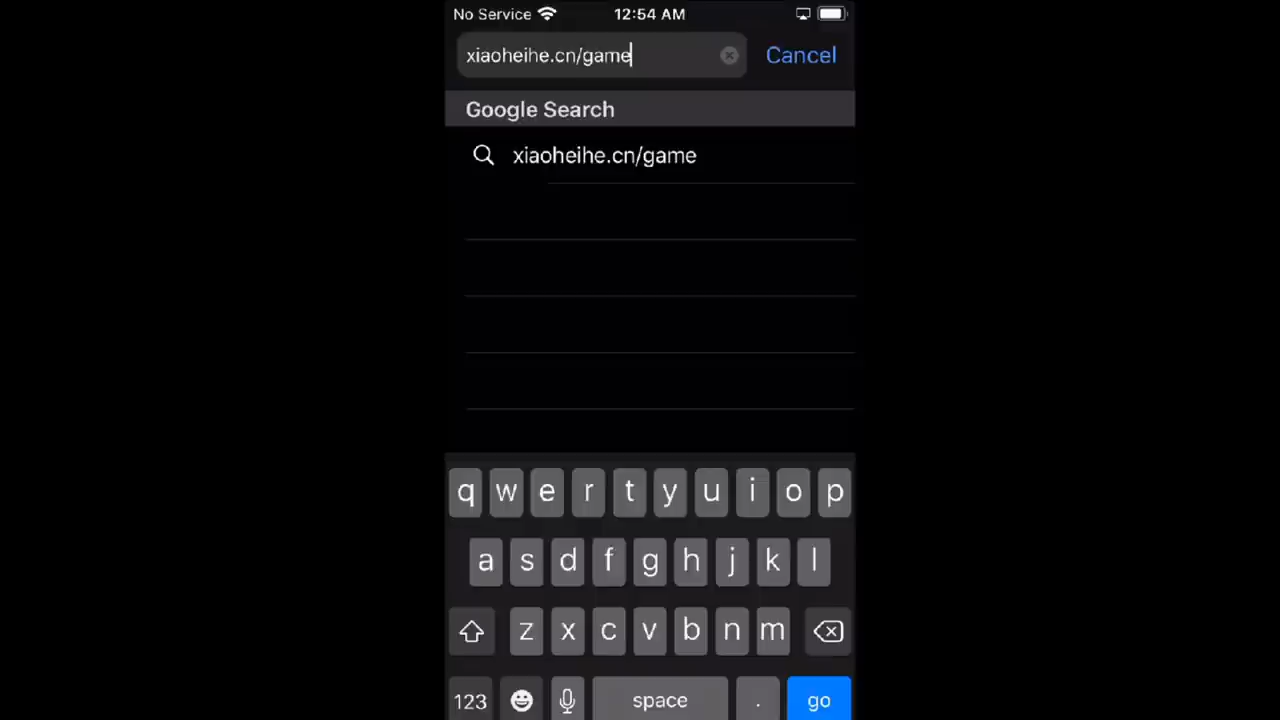 No Service 12:54 AM
xiaoheihe.cn/game Cancel
Google Search
xiaoheihe.cn/game
q w e r t y u i o p
a s d f g h j k l
z x c v b n m
123 space . go